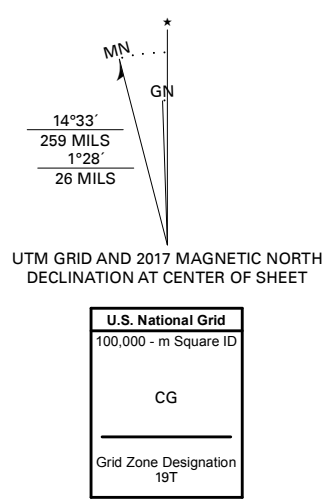 ★
MN
GN
14°33´
259 MILS
1°28´
26 MILS
UTM GRID AND 2017 MAGNETIC NORTH
DECLINATION AT CENTER OF SHEET
U.S. National Grid
100,000 - m Square ID
CG
Grid Zone Designation
19T